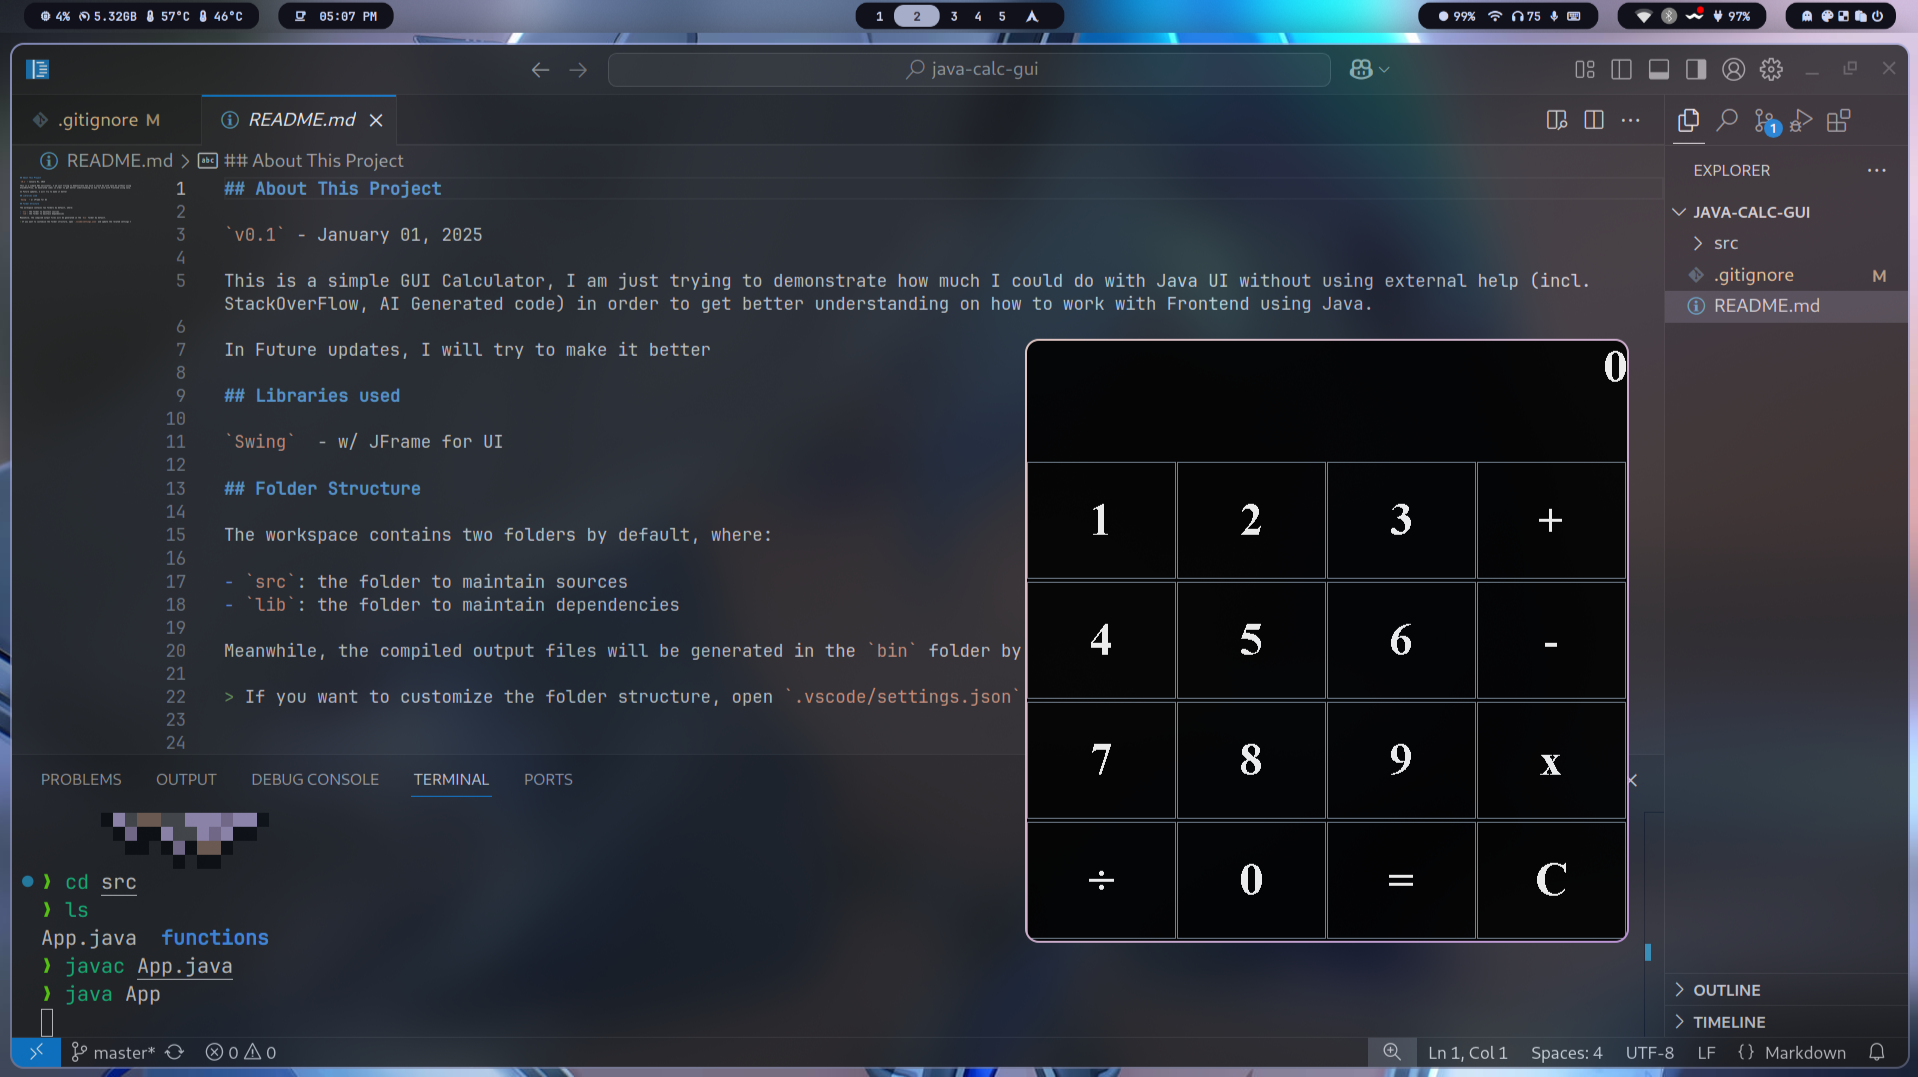 4% 5.32GB 57°C 46°C
05:07 PM
1 2 3 4 5
99% 75
97%
java-calc-gui
.gitignore M
README.md
README.md > ## About This Project
1 ## About This Project
2
3 `v0.1` - January 01, 2025
4
5 This is a simple GUI Calculator, I am just trying to demonstrate how much I could do with Java UI without using external help (incl.
StackOverFlow, AI Generated code) in order to get better understanding on how to work with Frontend using Java.
6
7 In Future updates, I will try to make it better
8
9 ## Libraries used
10
11 `Swing`  - w/ JFrame for UI
12
13 ## Folder Structure
14
15 The workspace contains two folders by default, where:
16
17 - `src`: the folder to maintain sources
18 - `lib`: the folder to maintain dependencies
19
20 Meanwhile, the compiled output files will be generated in the `bin` folder by
21
22 > If you want to customize the folder structure, open `.vscode/settings.json`
23
24
0
1 2 3 +
4 5 6 -
7 8 9 x
÷ 0 = C
1
EXPLORER
JAVA-CALC-GUI
src
.gitignore M
README.md
OUTLINE
TIMELINE
PROBLEMS OUTPUT DEBUG CONSOLE TERMINAL PORTS
❯ cd src
❯ ls
App.java functions
❯ javac App.java
❯ java App
master* 0 0
Ln 1, Col 1 Spaces: 4 UTF-8 LF {} Markdown